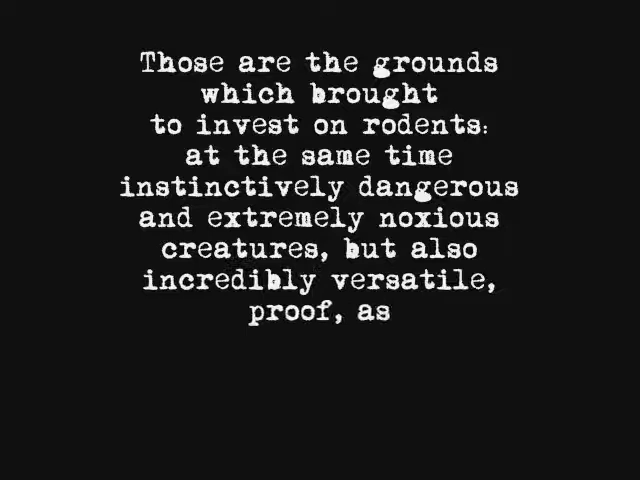 Those are the grounds
which brought
to invest on rodents:
at the same time
instinctively dangerous
and extremely noxious
creatures, but also
incredibly versatile,
proof, as